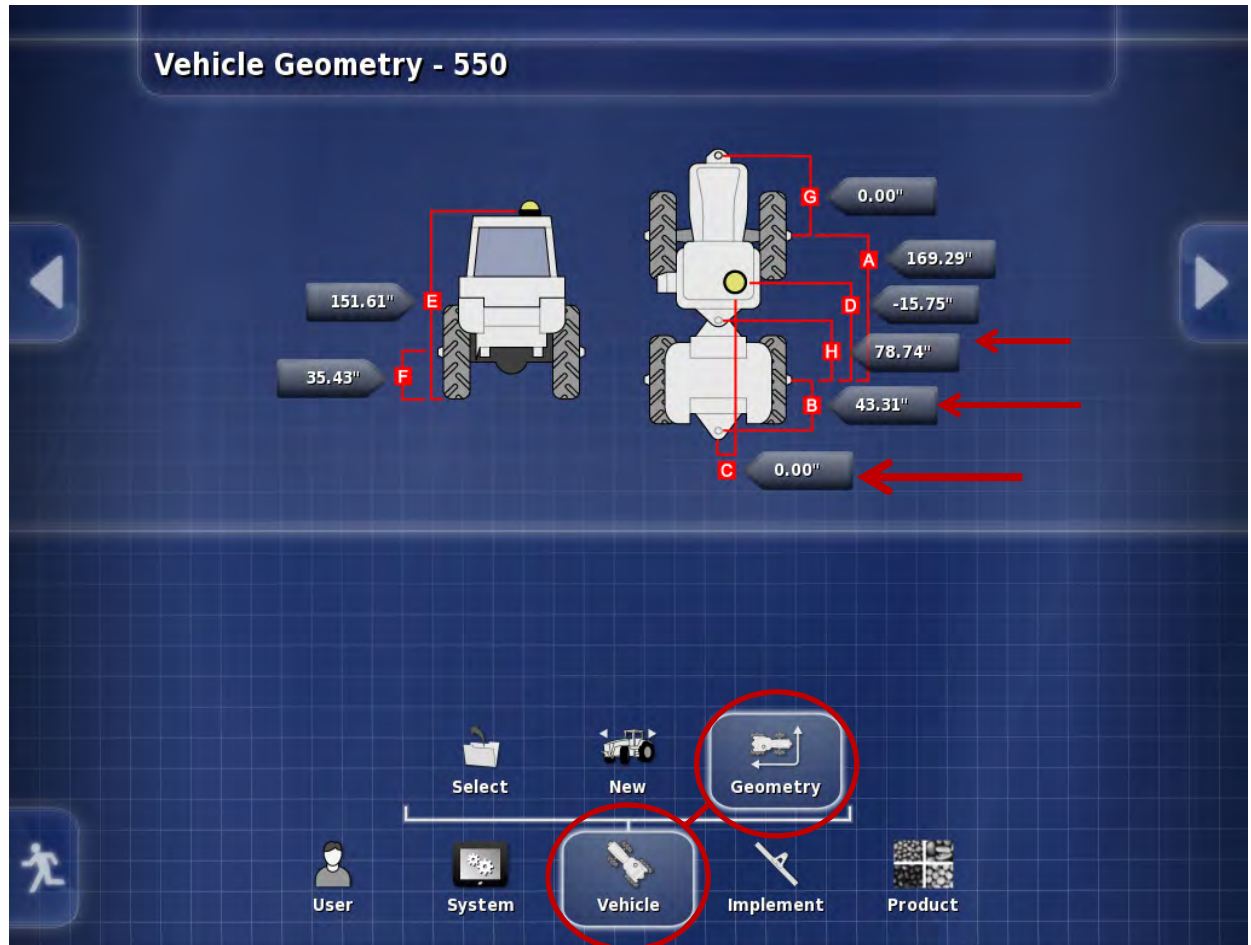 Vehicle Geometry - 550
G
0.00"
A
169.29"
151.61"
E
D
-15.75"
H
78.74"
35.43"
F
B
43.31"
C
0.00"
Select
New
Geometry
User
System
Vehicle
Implement
Product